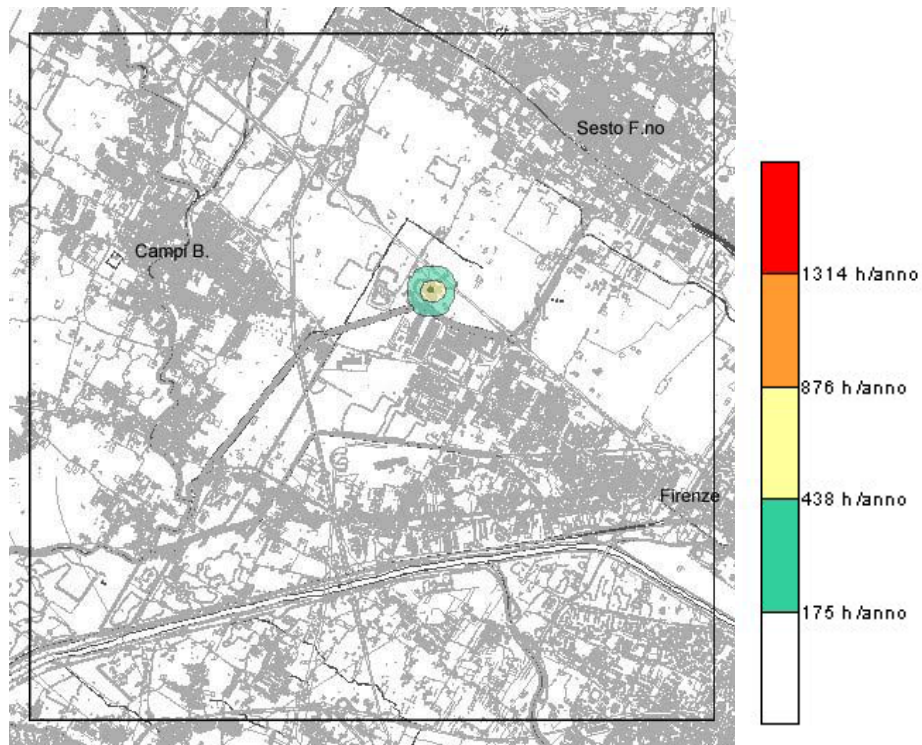 Sesto F.no
Campi B.
Firenze
1314 h/anno
876 h/anno
438 h/anno
175 h/anno